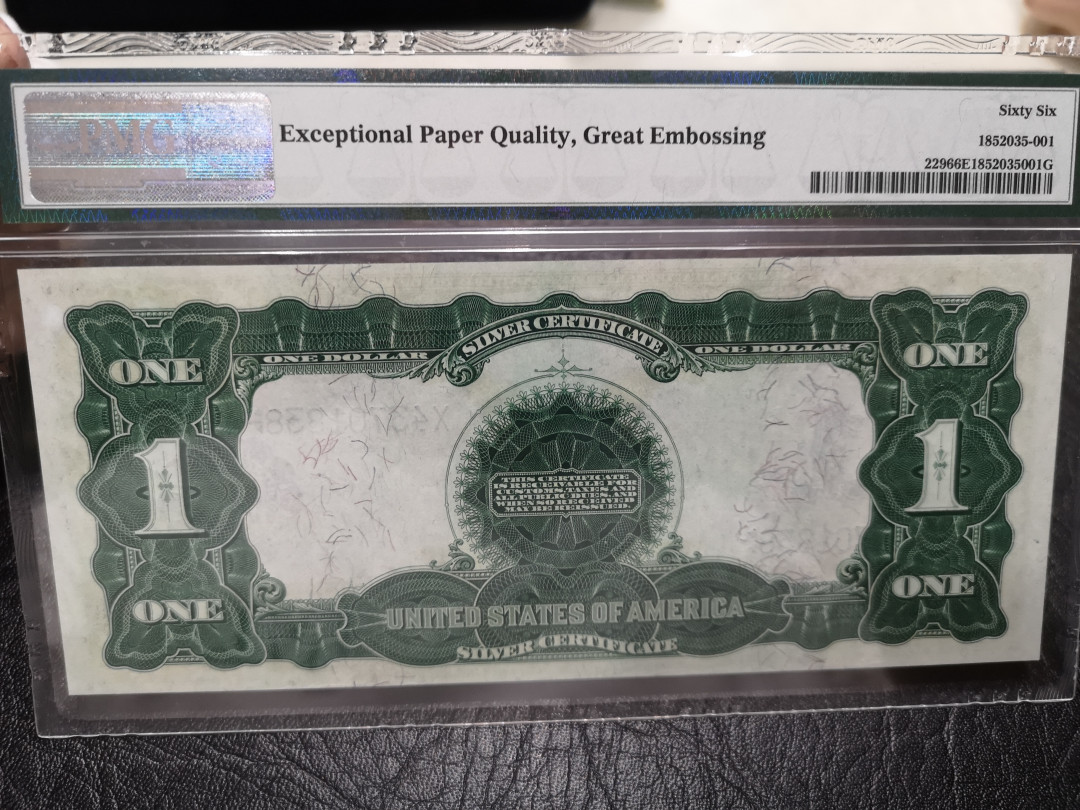 PMG
Exceptional Paper Quality, Great Embossing
Sixty Six
1852035-001
22966E1852035001G
SILVER CERTIFICATE
ONE DOLLAR
ONE DOLLAR
ONE
ONE
1
1
THIS CERTIFICATE
IS RECEIVABLE FOR
CUSTOMS, TAXES AND
ALL PUBLIC DUES, AND
WHEN SO RECEIVED
MAY BE REISSUED.
ONE
ONE
UNITED STATES OF AMERICA
SILVER CERTIFICATE